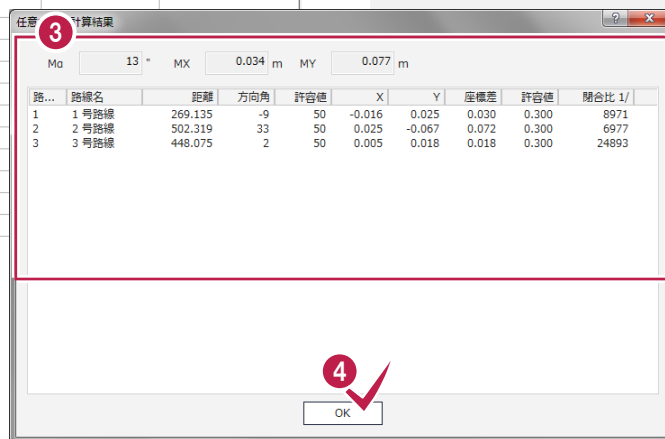 任意 計算結果
3
Ma 13 " MX 0.034 m MY 0.077 m
路... 路線名 距離 方向角 許容値 X Y 座標差 許容値 閉合比 1/
1 1 号路線 269.135 -9 50 -0.016 0.025 0.030 0.300 8971
2 2 号路線 502.319 33 50 0.025 -0.067 0.072 0.300 6977
3 3 号路線 448.075 2 50 0.005 0.018 0.018 0.300 24893
4
OK